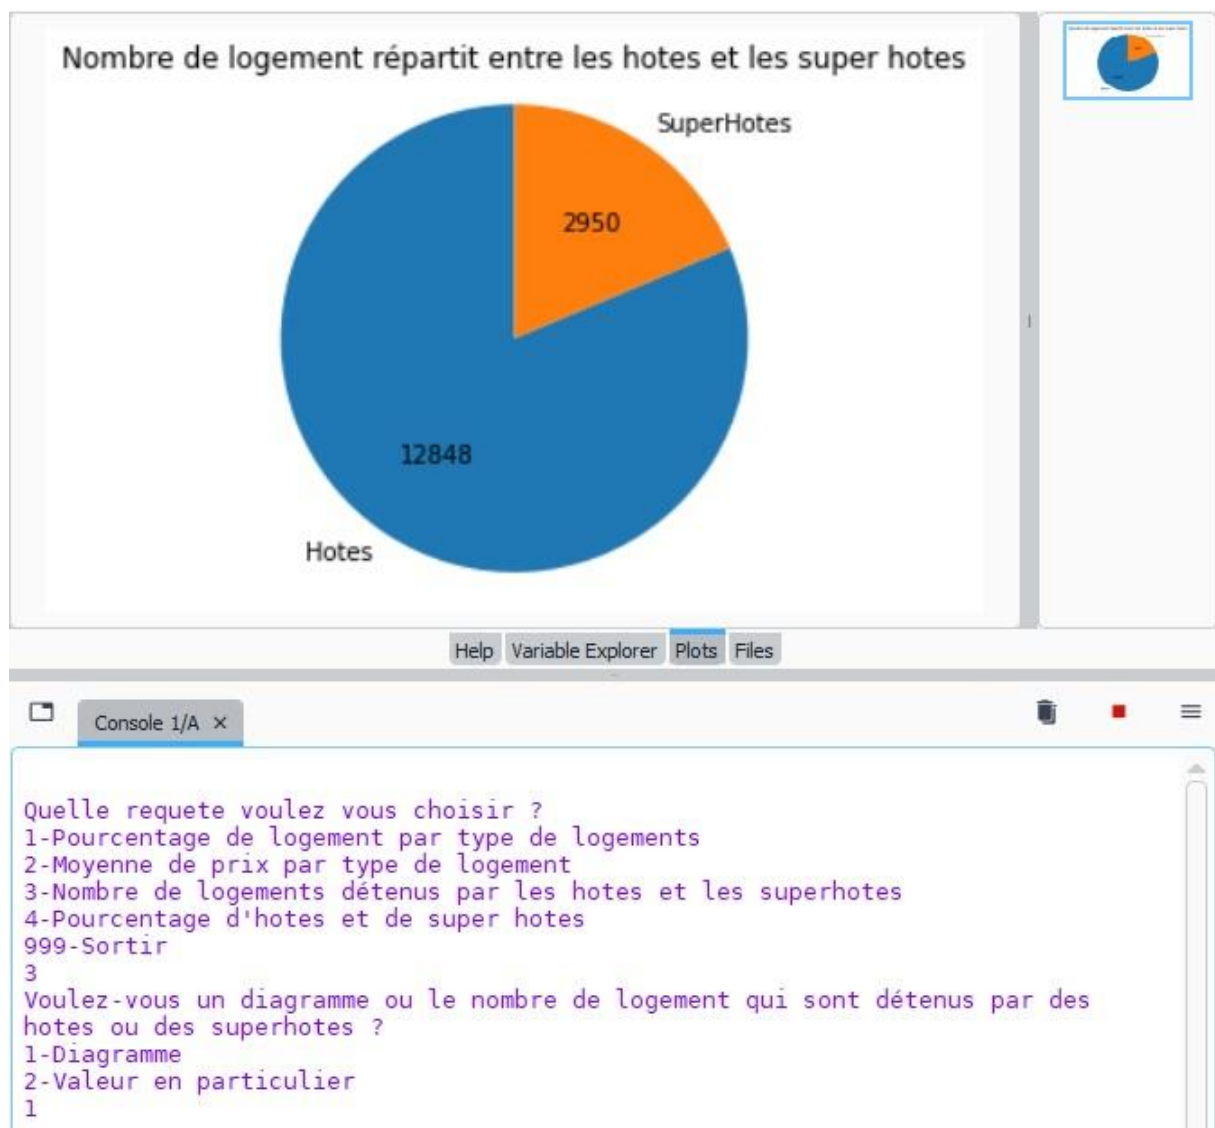 Nombre de logement répartit entre les hotes et les super hotes
SuperHotes
2950
12848
Hotes
Help Variable Explorer Plots Files
Console 1/A ×
Quelle requete voulez vous choisir ?
1-Pourcentage de logement par type de logements
2-Moyenne de prix par type de logement
3-Nombre de logements détenus par les hotes et les superhotes
4-Pourcentage d'hotes et de super hotes
999-Sortir
3
Voulez-vous un diagramme ou le nombre de logement qui sont détenus par des
hotes ou des superhotes ?
1-Diagramme
2-Valeur en particulier
1